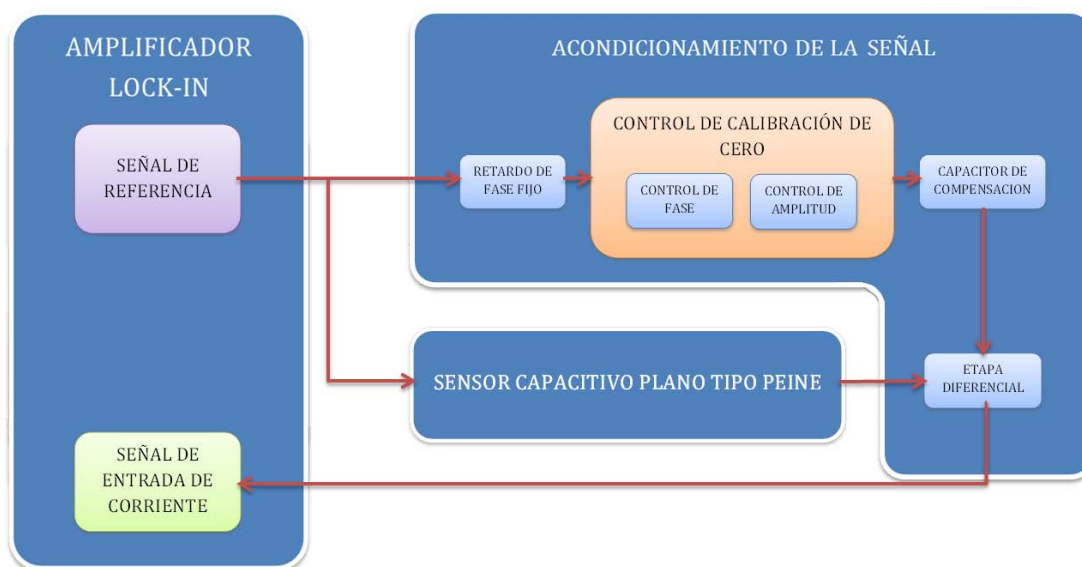 AMPLIFICADOR
LOCK-IN
SEÑAL DE
REFERENCIA
SEÑAL DE
ENTRADA DE
CORRIENTE
ACONDICIONAMIENTO DE LA SEÑAL
RETARDO DE
FASE FIJO
CONTROL DE CALIBRACIÓN DE
CERO
CONTROL DE
FASE
CONTROL DE
AMPLITUD
CAPACITOR DE
COMPENSACION
SENSOR CAPACITIVO PLANO TIPO PEINE
ETAPA
DIFERENCIAL